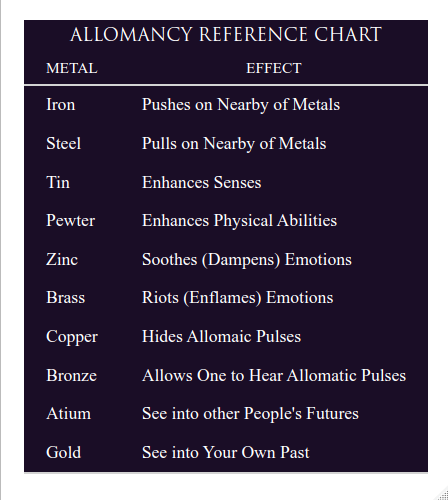 ALLOMANCY REFERENCE CHART
METAL EFFECT
Iron Pushes on Nearby of Metals
Steel Pulls on Nearby of Metals
Tin Enhances Senses
Pewter Enhances Physical Abilities
Zinc Soothes (Dampens) Emotions
Brass Riots (Enflames) Emotions
Copper Hides Allomaic Pulses
Bronze Allows One to Hear Allomatic Pulses
Atium See into other People's Futures
Gold See into Your Own Past